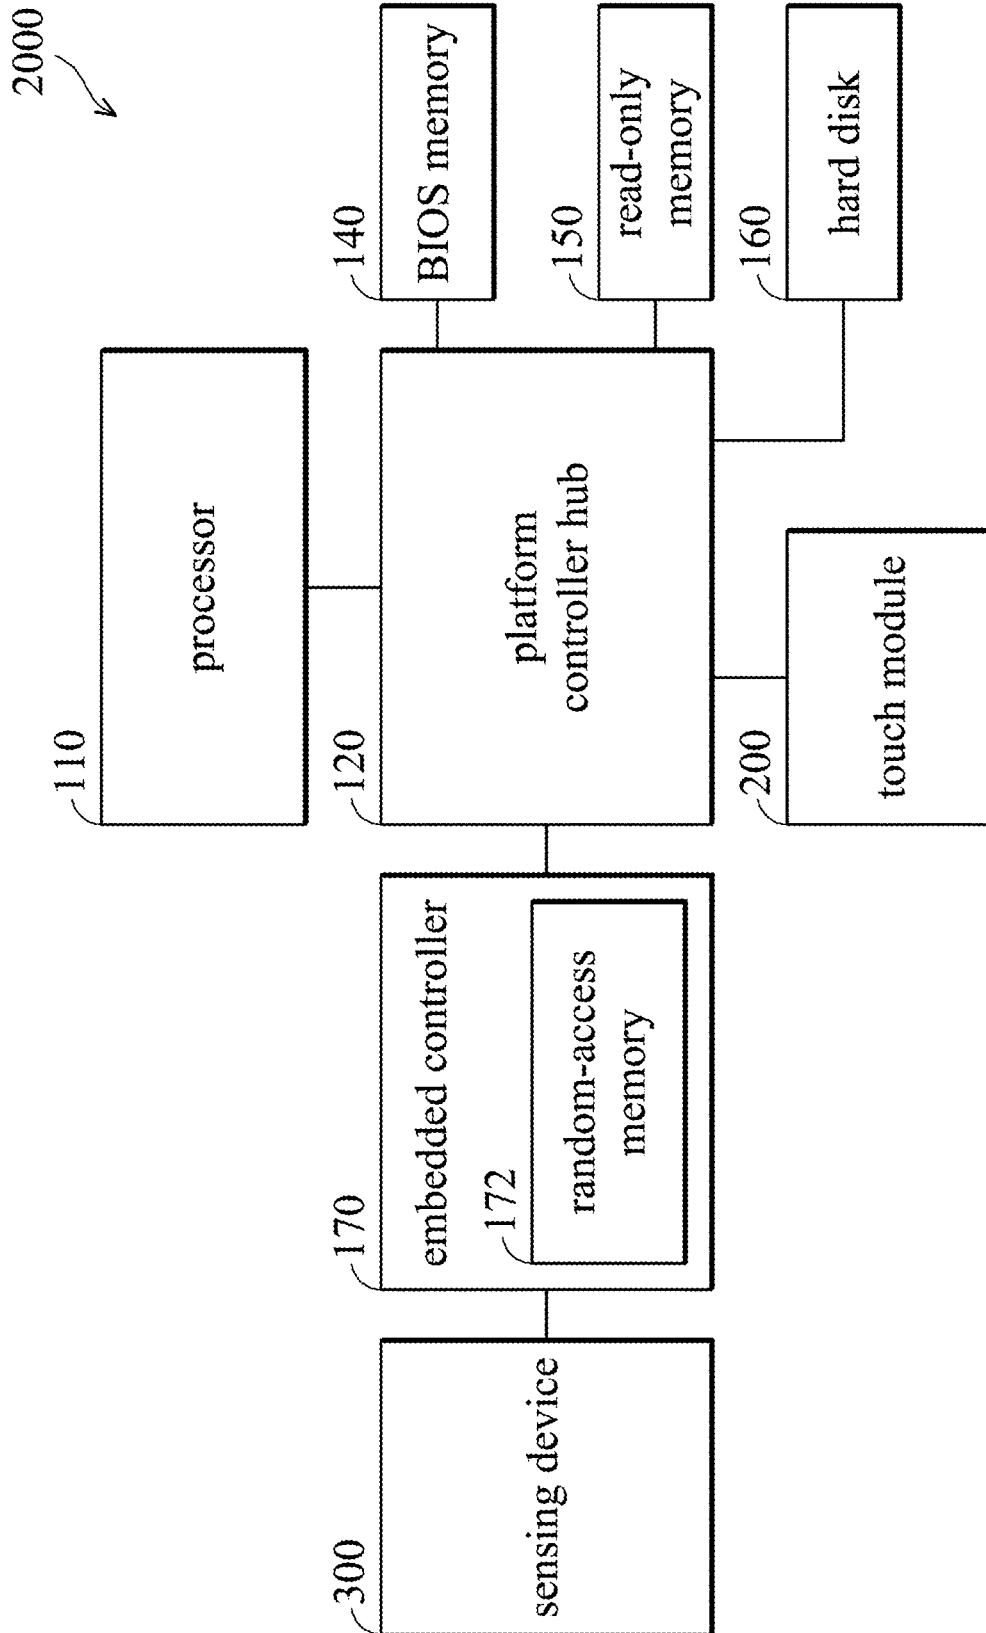 2000
110
processor
120
platform
controller hub
140
BIOS memory
150
read-only
memory
160
hard disk
170
embedded controller
172
random-access
memory
300
sensing device
200
touch module